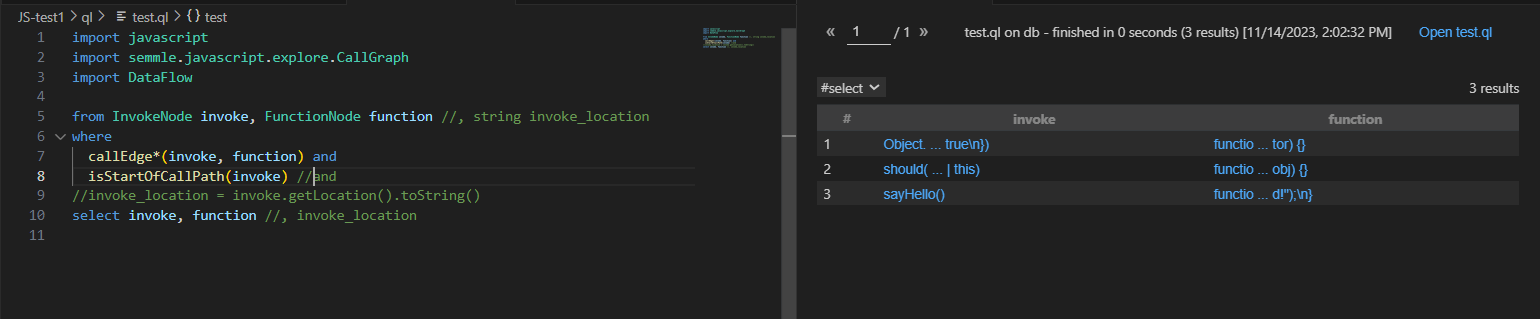 JS-test1 > ql > test.ql > {} test
1 import javascript
2 import semmle.javascript.explore.CallGraph
3 import DataFlow
4
5 from InvokeNode invoke, FunctionNode function //, string invoke_location
6 where
7 callEdge*(invoke, function) and
8 isStartOfCallPath(invoke) //and
9 //invoke_location = invoke.getLocation().toString()
10 select invoke, function //, invoke_location
11
« 1 / 1 » test.ql on db - finished in 0 seconds (3 results) [11/14/2023, 2:02:32 PM] Open test.ql
#select 3 results
# invoke function
1 Object. ... true\n}) functio ... tor) {}
2 should( ... | this) functio ... obj) {}
3 sayHello() functio ... d!");\n}